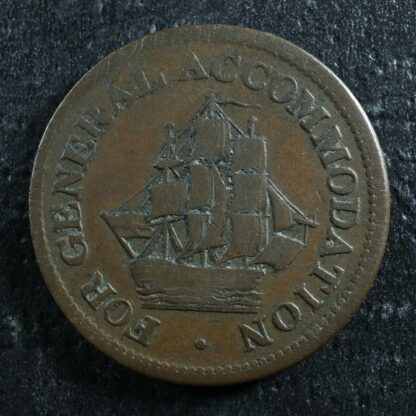 FOR GENERAL ACCOMMODATION